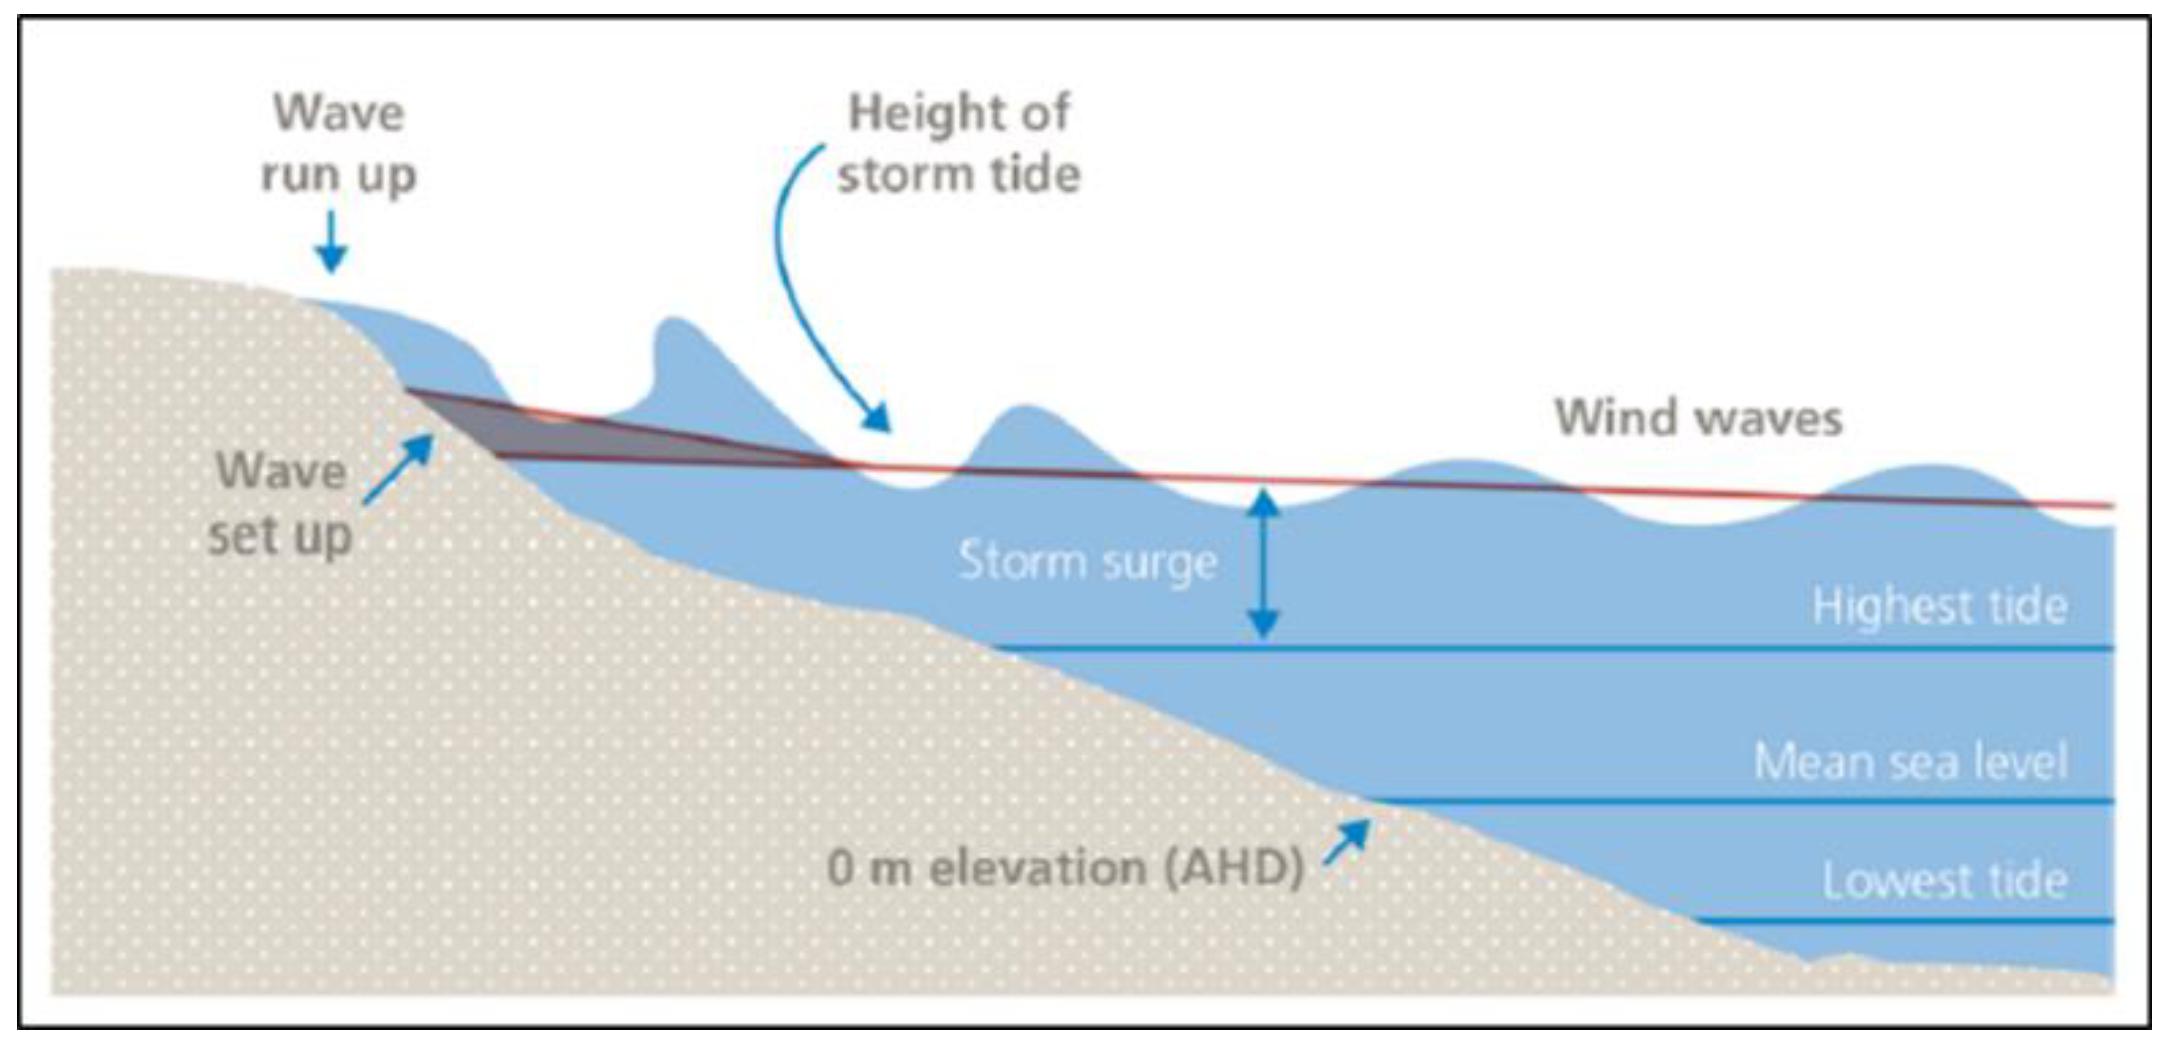 Wave
run up
Height of
storm tide
Wind waves
Wave
set up
Storm surge
Highest tide
Mean sea level
0 m elevation (AHD)
Lowest tide